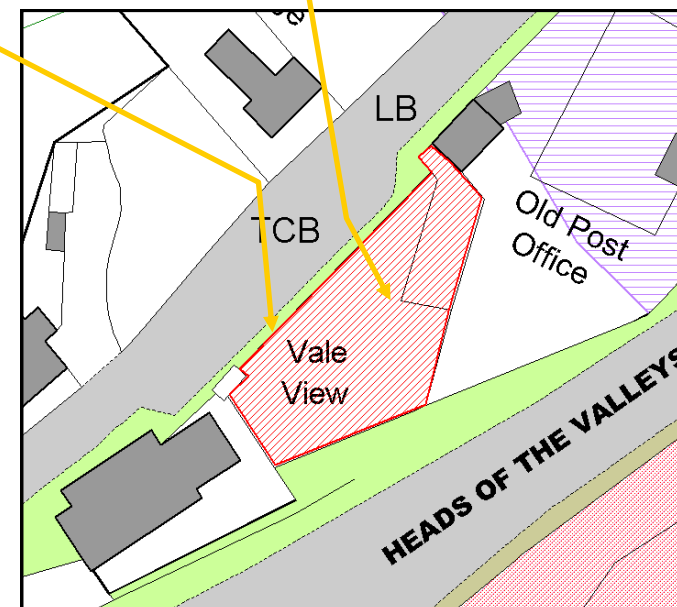 LB
TCB
Old Post
Office
Vale
View
HEADS OF THE VALLEYS